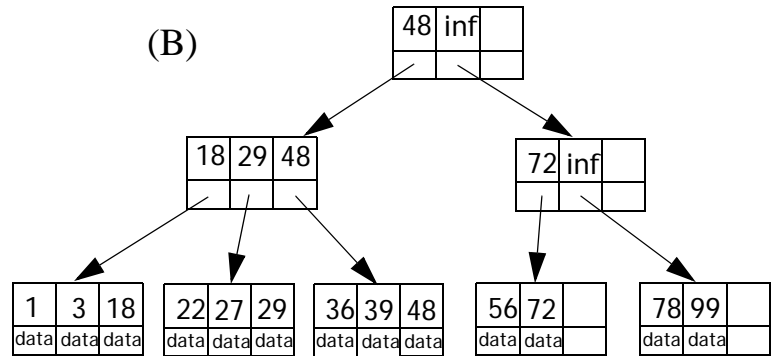 48 inf
(B)
18 29 48
72 inf
1 3 18
22 27 29
36 39 48
56 72
78 99
data data data
data data data
data data data
data data
data data